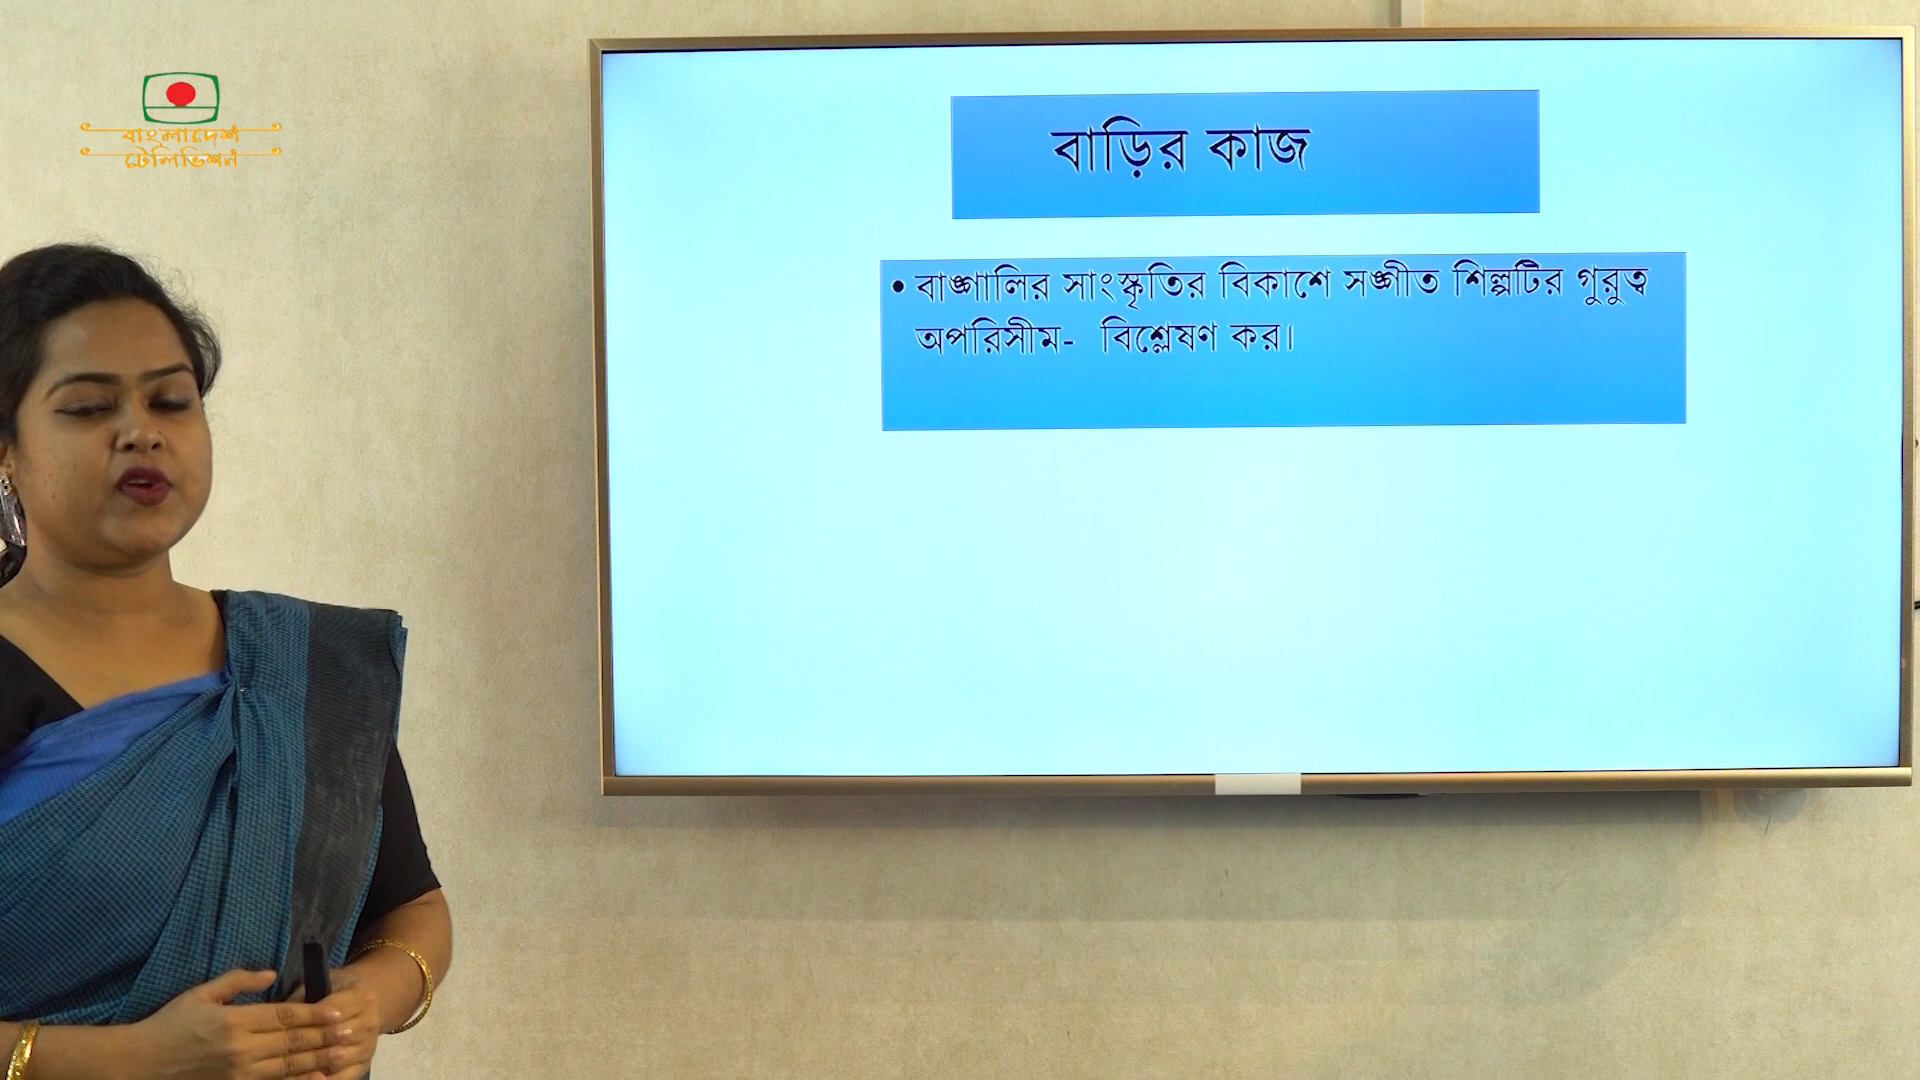 বাংলাদেশ
টেলিভিশন
বাড়ির কাজ
• বাঙ্গালির সাংস্কৃতির বিকাশে সঙ্গীত শিল্পটির গুরুত্ব
অপরিসীম- বিশ্লেষণ কর।